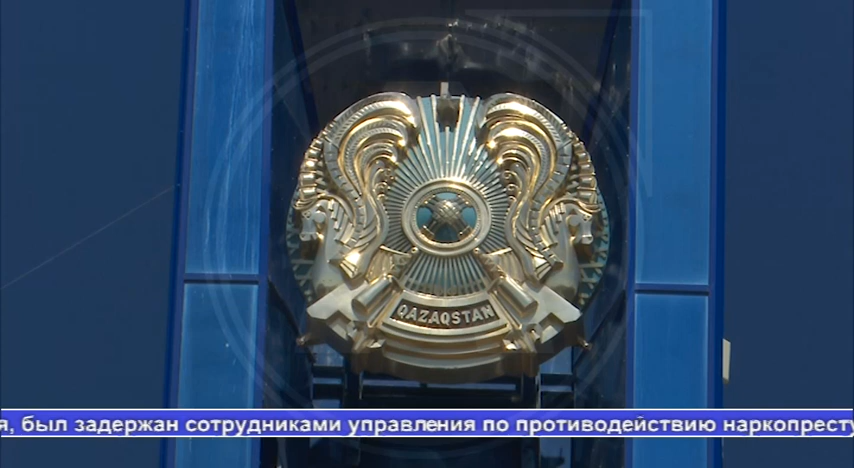 QAZAQSTAN
я, был задержан сотрудниками управления по противодействию наркопресту